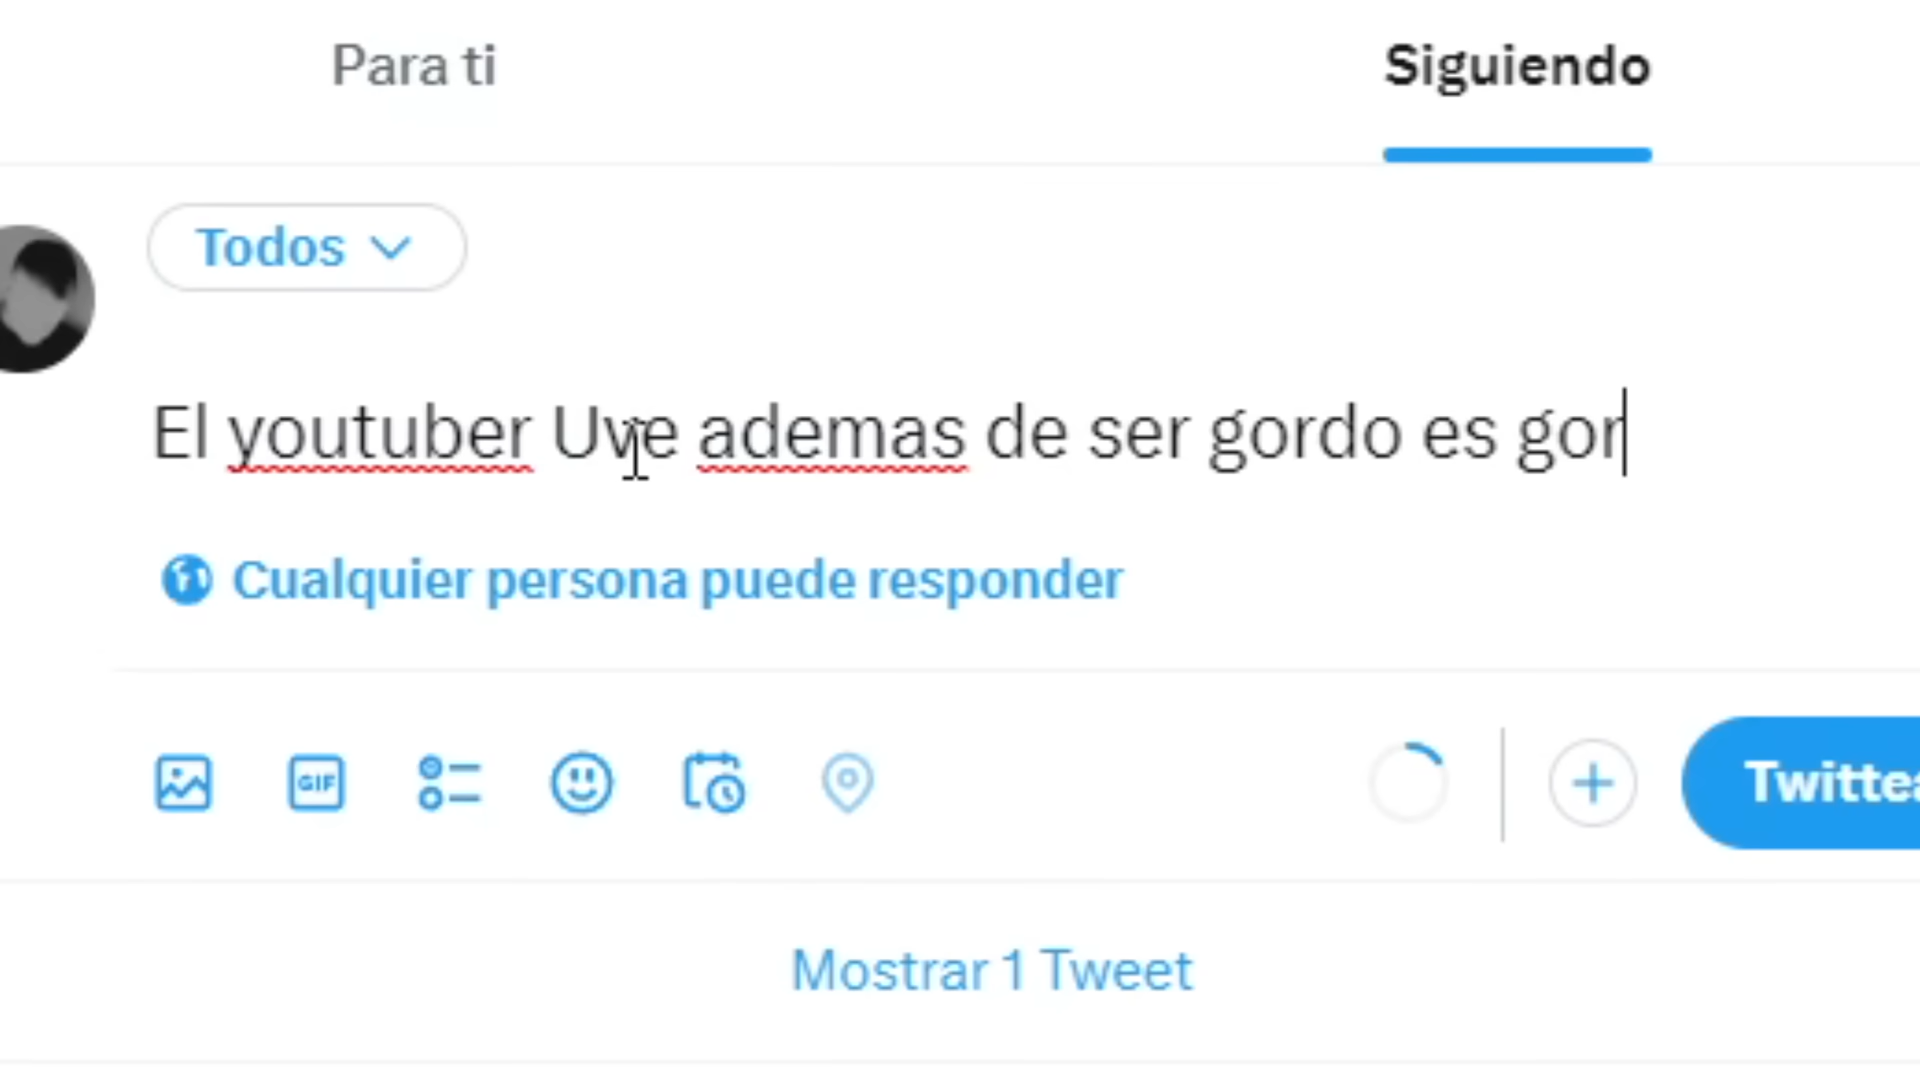 Para ti
Siguiendo
Todos
El youtuber Uve ademas de ser gordo es gor
Cualquier persona puede responder
GIF
Mostrar 1 Tweet